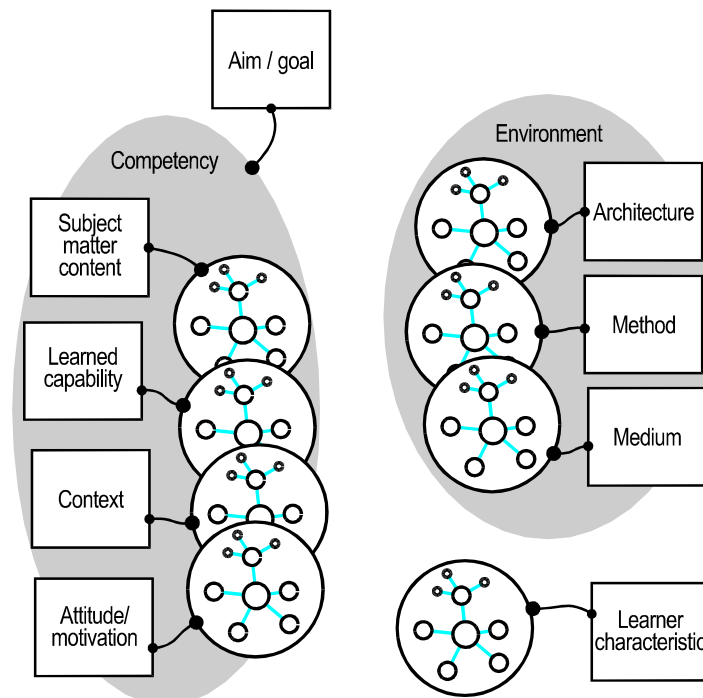 Aim / goal
Competency
Subject
matter
content
Learned
capability
Context
Attitude/
motivation
Environment
Architecture
Method
Medium
Learner
characteristic